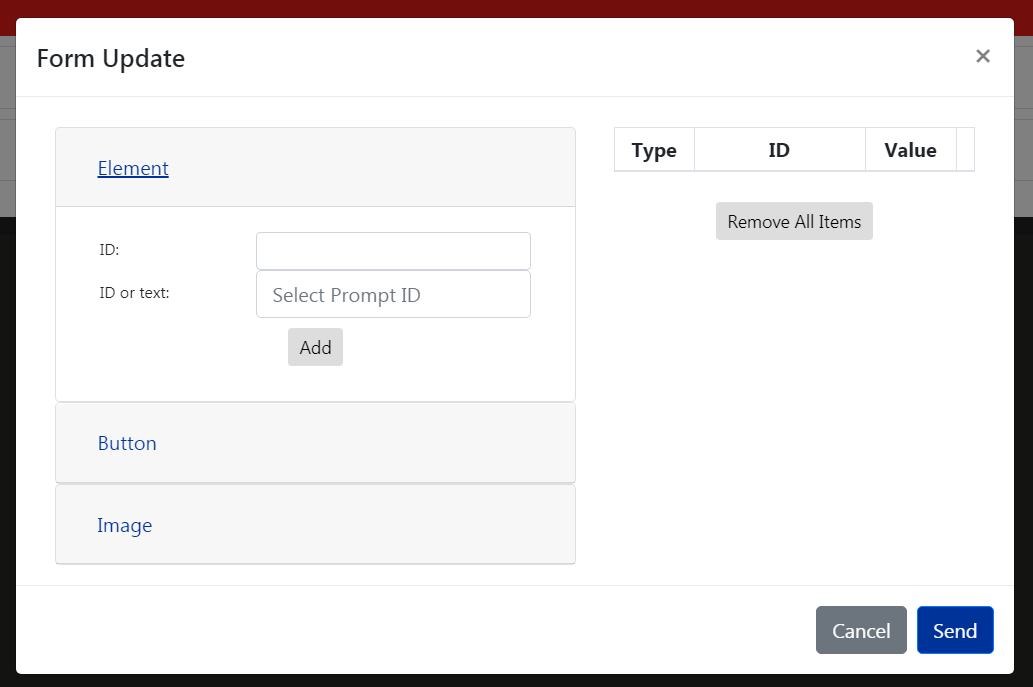 Form Update
×
Element
ID:
ID or text:
Select Prompt ID
Add
Button
Image
Type ID Value
Remove All Items
Cancel Send